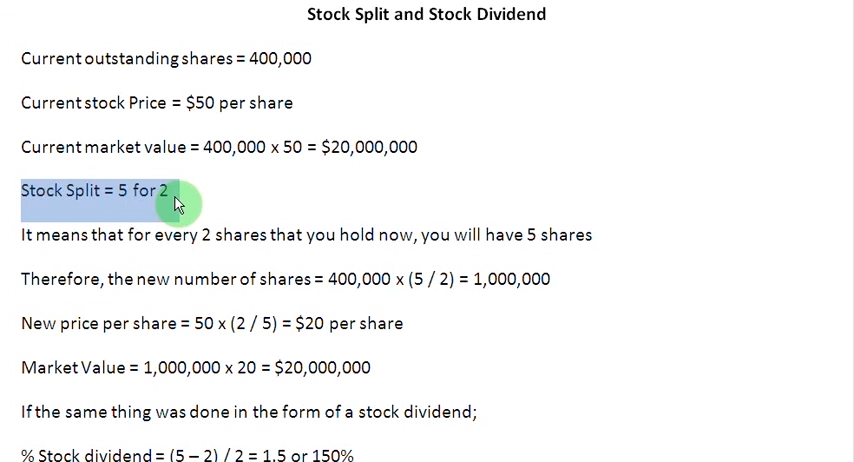 Stock Split and Stock Dividend
Current outstanding shares = 400,000
Current stock Price = $50 per share
Current market value = 400,000 x 50 = $20,000,000
Stock Split = 5 for 2
It means that for every 2 shares that you hold now, you will have 5 shares
Therefore, the new number of shares = 400,000 x (5 / 2) = 1,000,000
New price per share = 50 x (2 / 5) = $20 per share
Market Value = 1,000,000 x 20 = $20,000,000
If the same thing was done in the form of a stock dividend;
% Stock dividend = (5 – 2) / 2 = 1.5 or 150%